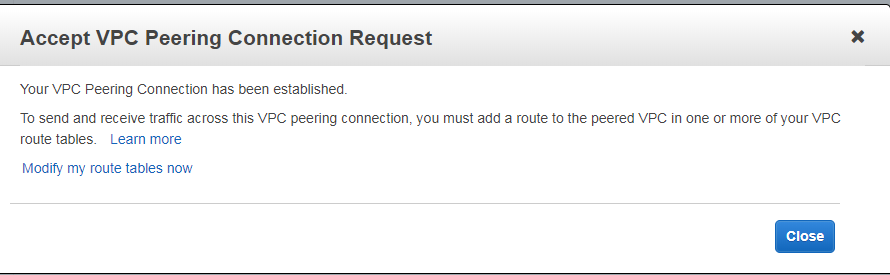 Accept VPC Peering Connection Request
Your VPC Peering Connection has been established.
To send and receive traffic across this VPC peering connection, you must add a route to the peered VPC in one or more of your VPC
route tables. Learn more
Modify my route tables now
Close